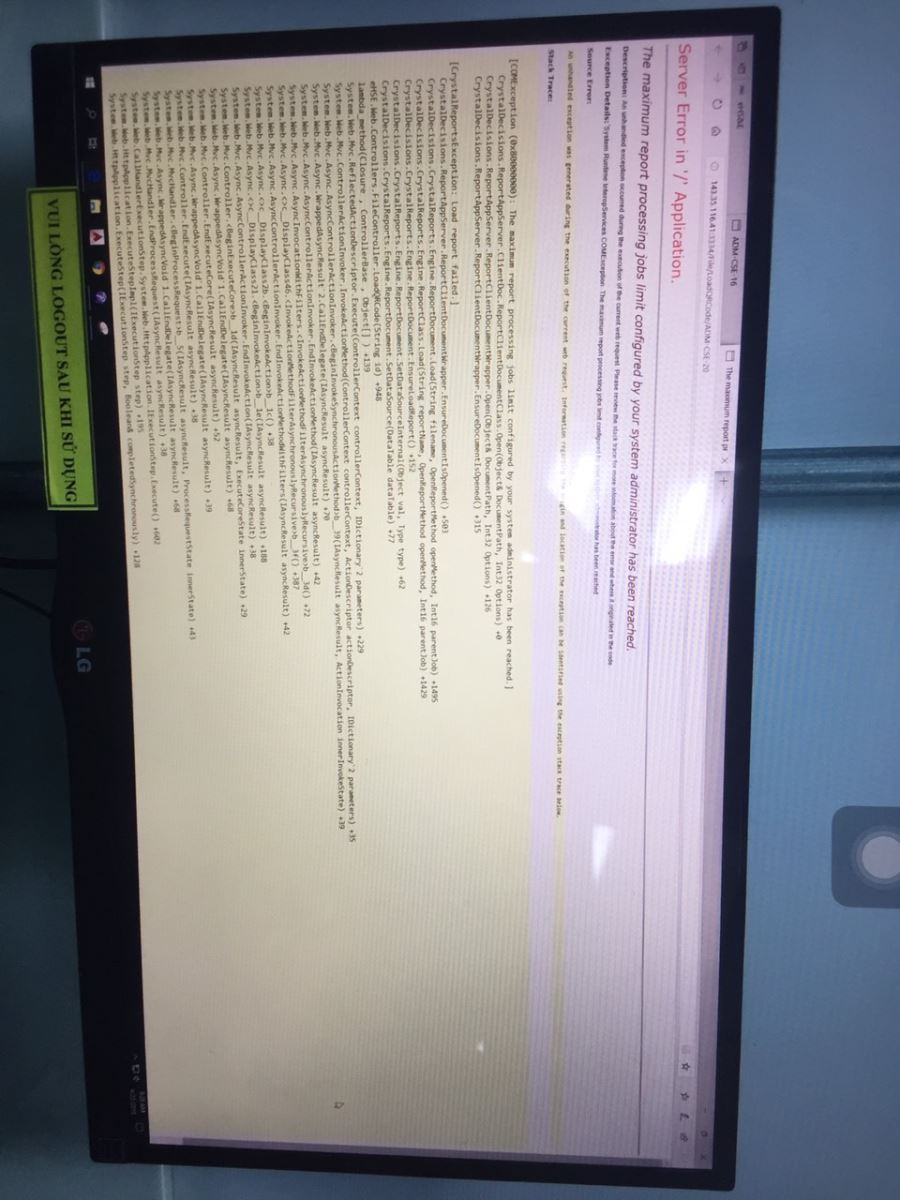 eHS&E
ADM-CSE-16
The maximum report pr
143.35.116.41:3334/File/LoadQRCode/ADM-CSE-20
Server Error in '/' Application.
The maximum report processing jobs limit configured by your system administrator has been reached.
Description: An unhandled exception occurred during the execution of the current web request. Please review the stack trace for more information about the error and where it originated in the code.
Exception Details: System.Runtime.InteropServices.COMException: The maximum report processing jobs limit configured by your system administrator has been reached.
Source Error:
An unhandled exception was generated during the execution of the current web request. Information regarding the origin and location of the exception can be identified using the exception stack trace below.
Stack Trace:
[COMException (0x80000000): The maximum report processing jobs limit configured by your system administrator has been reached.]
CrystalDecisions.ReportAppServer.ClientDoc.ReportClientDocumentClass.Open(Object& DocumentPath, Int32 Options) +0
CrystalDecisions.ReportAppServer.ReportClientDocumentWrapper.Open(Object& DocumentPath, Int32 Options) +126
CrystalDecisions.ReportAppServer.ReportClientDocumentWrapper.EnsureDocumentIsOpened() +315
[CrystalReportsException: Load report failed.]
CrystalDecisions.ReportAppServer.ReportClientDocumentWrapper.EnsureDocumentIsOpened() +503
CrystalDecisions.CrystalReports.Engine.ReportDocument.Load(String filename, OpenReportMethod openMethod, Int16 parentJob) +1495
CrystalDecisions.CrystalReports.Engine.ReportClass.Load(String reportName, OpenReportMethod openMethod, Int16 parentJob) +1429
CrystalDecisions.CrystalReports.Engine.ReportDocument.EnsureLoadReport() +152
CrystalDecisions.CrystalReports.Engine.ReportDocument.SetDataSourceInternal(Object val, Type type) +62
CrystalDecisions.CrystalReports.Engine.ReportDocument.SetDataSource(DataTable dataTable) +77
eHSE.Web.Controllers.FileController.LoadQRCode(String id) +948
lambda_method(Closure , ControllerBase , Object[] ) +139
System.Web.Mvc.ReflectedActionDescriptor.Execute(ControllerContext controllerContext, IDictionary`2 parameters) +229
System.Web.Mvc.ControllerActionInvoker.InvokeActionMethod(ControllerContext controllerContext, ActionDescriptor actionDescriptor, IDictionary`2 parameters) +35
System.Web.Mvc.Async.AsyncControllerActionInvoker.<BeginInvokeSynchronousActionMethod>b__39(IAsyncResult asyncResult, ActionInvocation innerInvokeState) +39
System.Web.Mvc.Async.WrappedAsyncResult`2.CallEndDelegate(IAsyncResult asyncResult) +70
System.Web.Mvc.Async.AsyncControllerActionInvoker.EndInvokeActionMethod(IAsyncResult asyncResult) +42
System.Web.Mvc.Async.AsyncInvocationWithFilters.<InvokeActionMethodFilterAsynchronouslyRecursive>b__3d() +72
System.Web.Mvc.Async.<>c__DisplayClass46.<InvokeActionMethodFilterAsynchronouslyRecursive>b__3f() +387
System.Web.Mvc.Async.AsyncControllerActionInvoker.EndInvokeActionMethodWithFilters(IAsyncResult asyncResult) +42
System.Web.Mvc.Async.<>c__DisplayClass2b.<BeginInvokeAction>b__1c() +38
System.Web.Mvc.Async.<>c__DisplayClass21.<BeginInvokeAction>b__1e(IAsyncResult asyncResult) +188
System.Web.Mvc.Async.AsyncControllerActionInvoker.EndInvokeAction(IAsyncResult asyncResult) +38
System.Web.Mvc.Controller.<BeginExecuteCore>b__1d(IAsyncResult asyncResult, ExecuteCoreState innerState) +29
System.Web.Mvc.Async.WrappedAsyncVoid`1.CallEndDelegate(IAsyncResult asyncResult) +68
System.Web.Mvc.Controller.EndExecuteCore(IAsyncResult asyncResult) +52
System.Web.Mvc.Async.WrappedAsyncVoid`1.CallEndDelegate(IAsyncResult asyncResult) +39
System.Web.Mvc.Controller.EndExecute(IAsyncResult asyncResult) +38
System.Web.Mvc.MvcHandler.<BeginProcessRequest>b__5(IAsyncResult asyncResult, ProcessRequestState innerState) +43
System.Web.Mvc.Async.WrappedAsyncVoid`1.CallEndDelegate(IAsyncResult asyncResult) +68
System.Web.Mvc.MvcHandler.EndProcessRequest(IAsyncResult asyncResult) +38
System.Web.CallHandlerExecutionStep.System.Web.HttpApplication.IExecutionStep.Execute() +602
System.Web.HttpApplication.ExecuteStepImpl(IExecutionStep step) +195
System.Web.HttpApplication.ExecuteStep(IExecutionStep step, Boolean& completedSynchronously) +128
LG
VUI LÒNG LOGOUT SAU KHI SỬ DỤNG